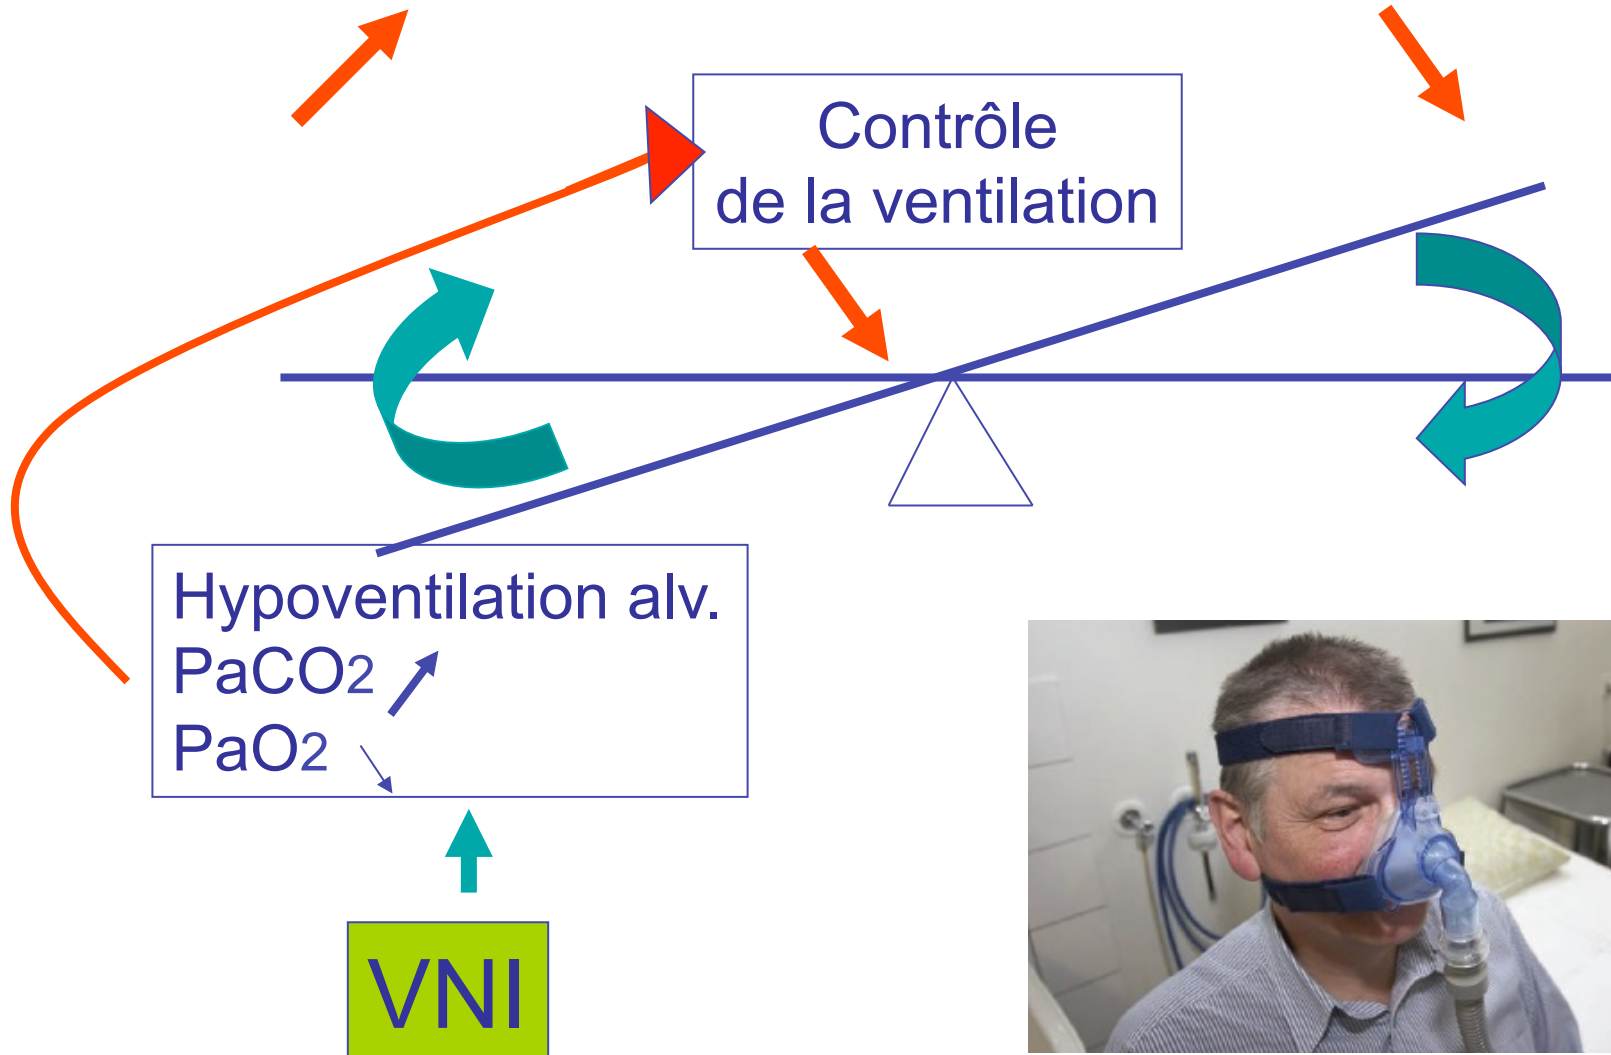 Contrôle
de la ventilation
Hypoventilation alv.
PaCO2
PaO2
VNI